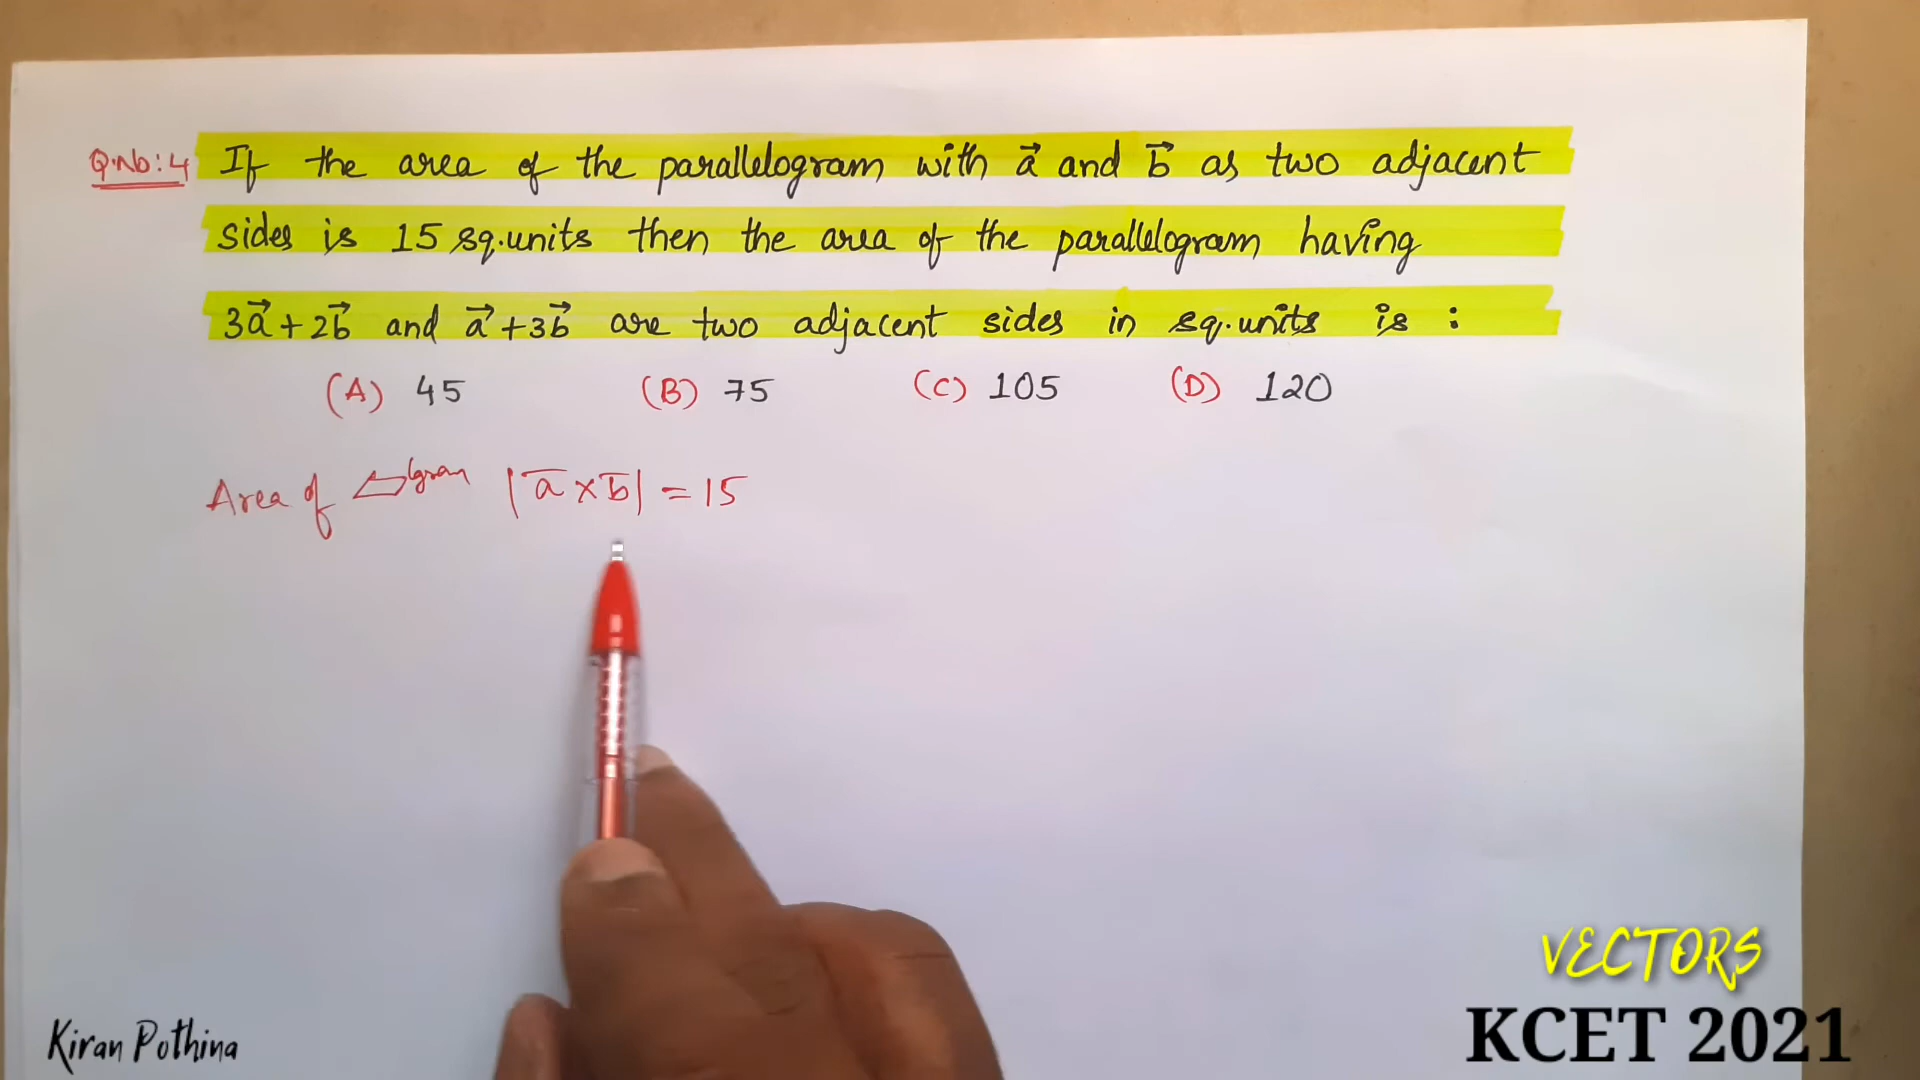 Q.No:4 If the area of the parallelogram with a⃗ and b⃗ as two adjacent
sides is 15 sq.units then the area of the parallelogram having
3a⃗ + 2b⃗ and a⃗ + 3b⃗ are two adjacent sides in sq.units is :
(A) 45 (B) 75 (C) 105 (D) 120
Area of ▱gram |a̅ × b̅| = 15
VECTORS
KCET 2021
Kiran Pothina